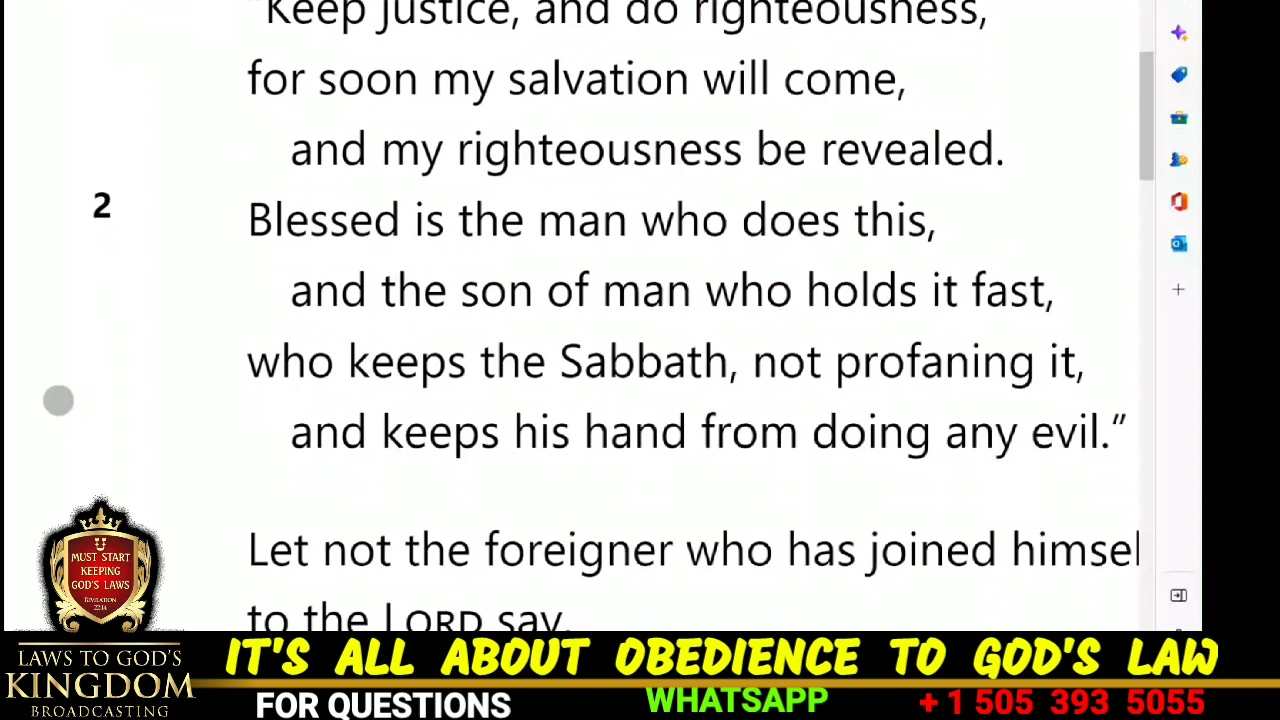 "Keep justice, and do righteousness,
for soon my salvation will come,
and my righteousness be revealed.
2
Blessed is the man who does this,
and the son of man who holds it fast,
who keeps the Sabbath, not profaning it,
and keeps his hand from doing any evil.”
Let not the foreigner who has joined himsel
to the LORD say,
U
MUST START
KEEPING
GOD'S LAWS
REVELATION
22:14
LAWS TO GOD'S
KINGDOM
BROADCASTING
IT'S ALL ABOUT OBEDIENCE TO GOD'S LAW
FOR QUESTIONS
WHATSAPP
+ 1 505 393 5055